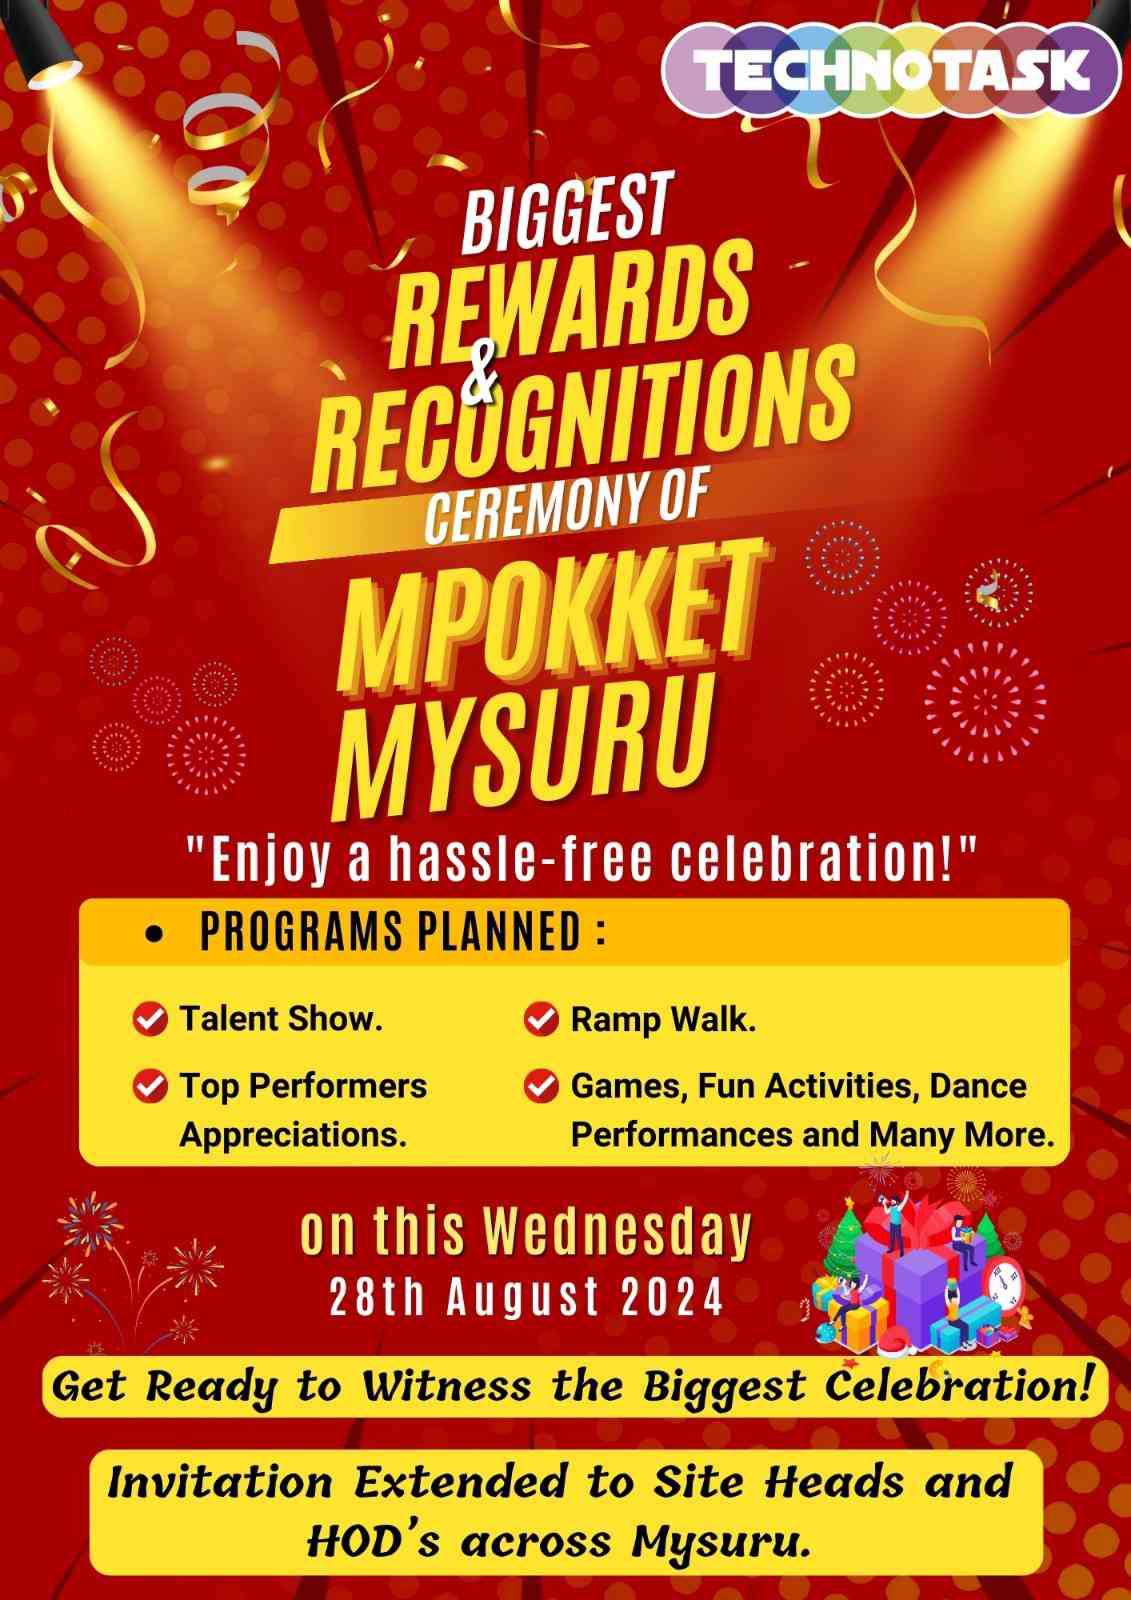 TECHNOTASK
BIGGEST
REWARDS
&
RECOGNITIONS
CEREMONY OF
MPOKKET
MYSURU
"Enjoy a hassle-free celebration!"
• PROGRAMS PLANNED :
Talent Show.
Top Performers
Appreciations.
Ramp Walk.
Games, Fun Activities, Dance
Performances and Many More.
on this Wednesday
28th August 2024
Get Ready to Witness the Biggest Celebration!
Invitation Extended to Site Heads and
HOD's across Mysuru.